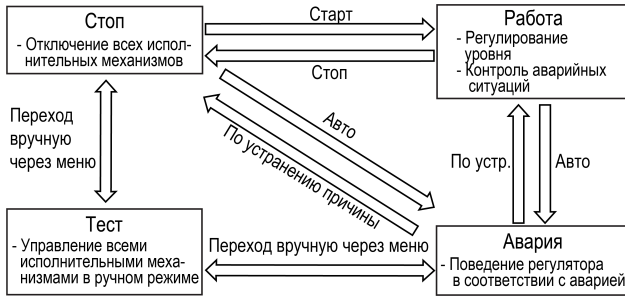 Стоп
- Отключение всех испол-
нительных механизмов
Старт
Стоп
Работа
- Регулирование
уровня
- Контроль аварийных
ситуаций
Переход
вручную
через меню
Авто
По устранению причины
По устр.
Авто
Тест
- Управление всеми
исполнительными меха-
низмами в ручном режиме
Переход вручную через меню
Авария
- Поведение регулятора
в соответствии с аварией